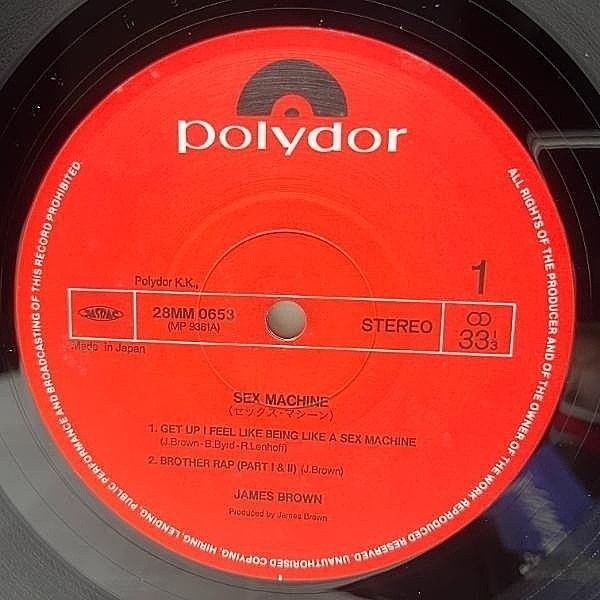 polydor
Polydor K.K.,
1
JASRAC
28MM 0653
(MP 9381A)
STEREO
33 1/3
Made in Japan
SEX MACHINE
(セックス・マシーン)
1. GET UP I FEEL LIKE BEING LIKE A SEX MACHINE
(J.Brown-B.Byrd-R.Lenhoff)
2. BROTHER RAP (PART I & II) (J.Brown)
JAMES BROWN
Produced by James Brown
ALL RIGHTS OF THE PRODUCER AND OF THE OWNER OF THE WORK REPRODUCED RESERVED. UNAUTHORISED COPYING, HIRING, LENDING, PUBLIC PERFORMANCE AND BROADCASTING OF THIS RECORD PROHIBITED.